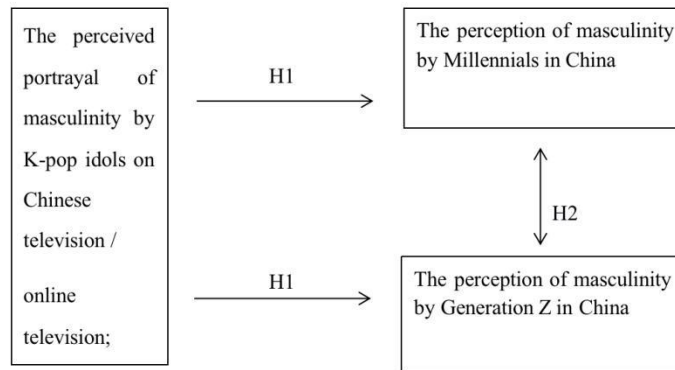 The perceived
portrayal of
masculinity by
K-pop idols on
Chinese
television /
online
television;
H1
The perception of masculinity
by Millennials in China
H2
H1
The perception of masculinity
by Generation Z in China